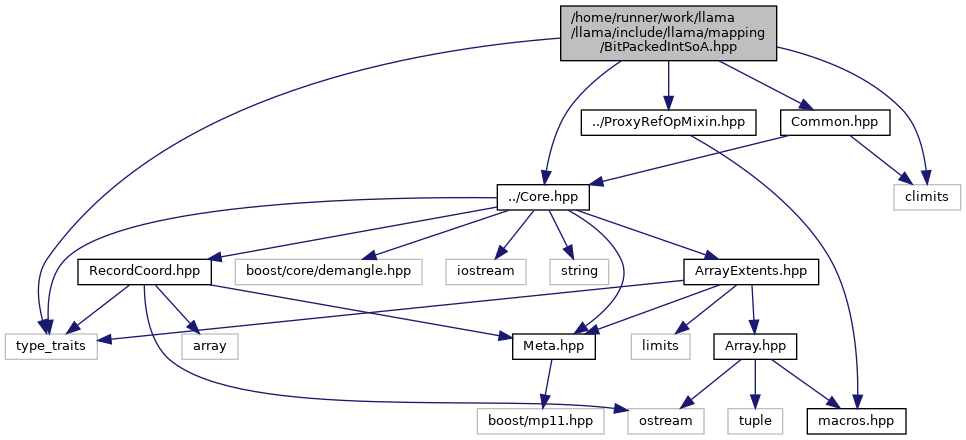 /home/runner/work/llama
/llama/include/llama/mapping
/BitPackedIntSoA.hpp
../ProxyRefOpMixin.hpp
Common.hpp
../Core.hpp
climits
RecordCoord.hpp
boost/core/demangle.hpp
iostream
string
ArrayExtents.hpp
type_traits
array
Meta.hpp
limits
Array.hpp
boost/mp11.hpp
ostream
tuple
macros.hpp